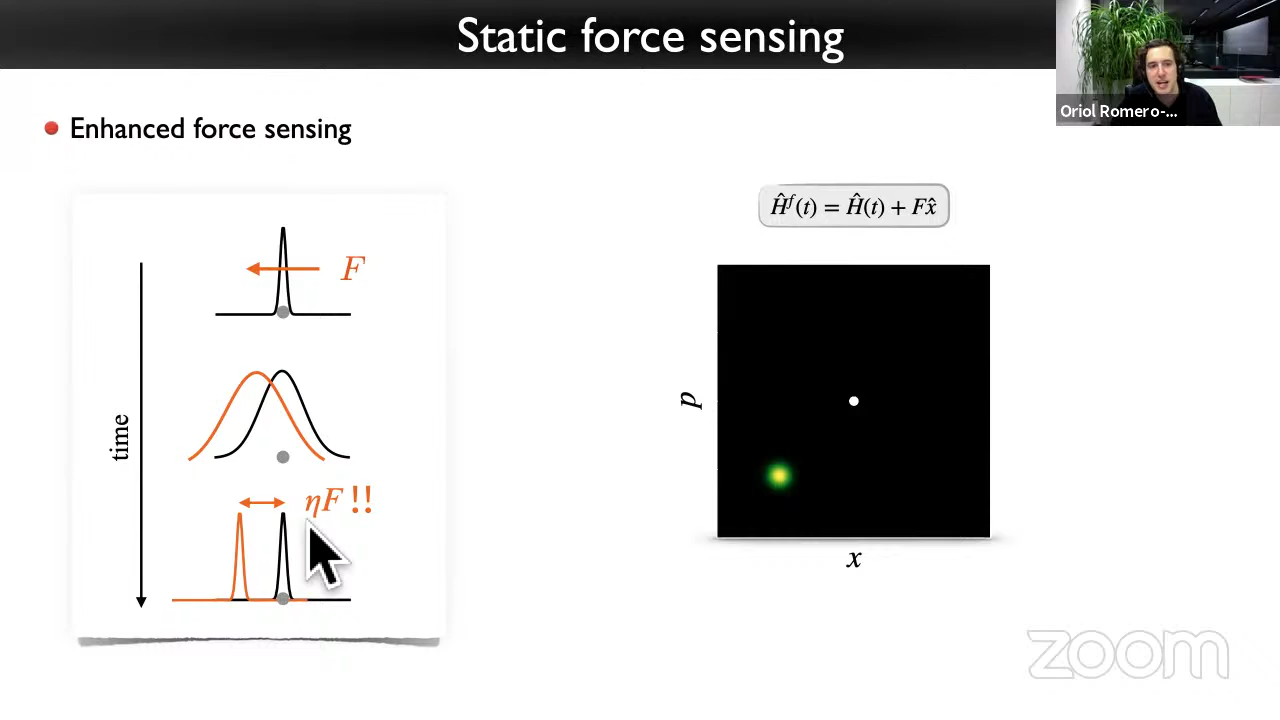 Static force sensing
Oriol Romero-...
Enhanced force sensing
F
time
ηF !!
Ĥᶠ(t) = Ĥ(t) + Fx̂
p
x
zoom